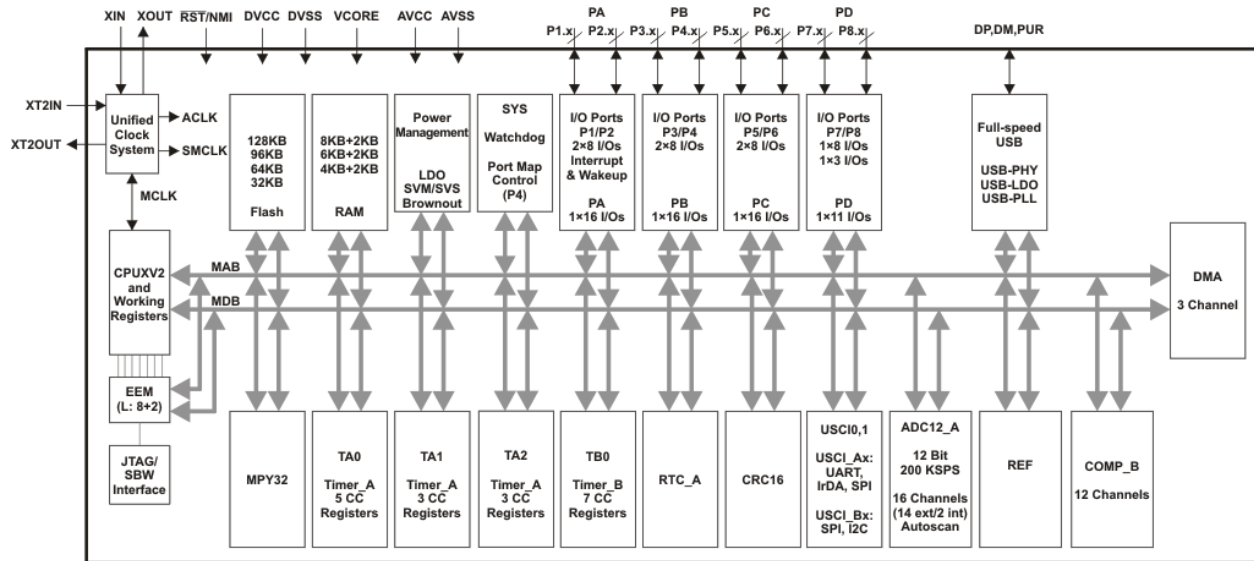 XIN XOUT RST/NMI DVCC DVSS VCORE AVCC AVSS PA PB PC PD
P1.x P2.x P3.x P4.x P5.x P6.x P7.x P8.x DP,DM,PUR
XT2IN
XT2OUT
Unified
Clock
System
ACLK
SMCLK
MCLK
128KB
96KB
64KB
32KB
Flash
8KB+2KB
6KB+2KB
4KB+2KB
RAM
Power
Management
LDO
SVM/SVS
Brownout
SYS
Watchdog
Port Map
Control
(P4)
I/O Ports
P1/P2
2×8 I/Os
Interrupt
& Wakeup
PA
1×16 I/Os
I/O Ports
P3/P4
2×8 I/Os
PB
1×16 I/Os
I/O Ports
P5/P6
2×8 I/Os
PC
1×16 I/Os
I/O Ports
P7/P8
1×8 I/Os
1×3 I/Os
PD
1×11 I/Os
Full-speed
USB
USB-PHY
USB-LDO
USB-PLL
CPUXV2
and
Working
Registers
MAB
MDB
DMA
3 Channel
EEM
(L: 8+2)
JTAG/
SBW
Interface
MPY32
TA0
Timer_A
5 CC
Registers
TA1
Timer_A
3 CC
Registers
TA2
Timer_A
3 CC
Registers
TB0
Timer_B
7 CC
Registers
RTC_A
CRC16
USCI0,1
USCI_Ax:
UART,
IrDA, SPI
USCI_Bx:
SPI, I2C
ADC12_A
12 Bit
200 KSPS
16 Channels
(14 ext/2 int)
Autoscan
REF
COMP_B
12 Channels